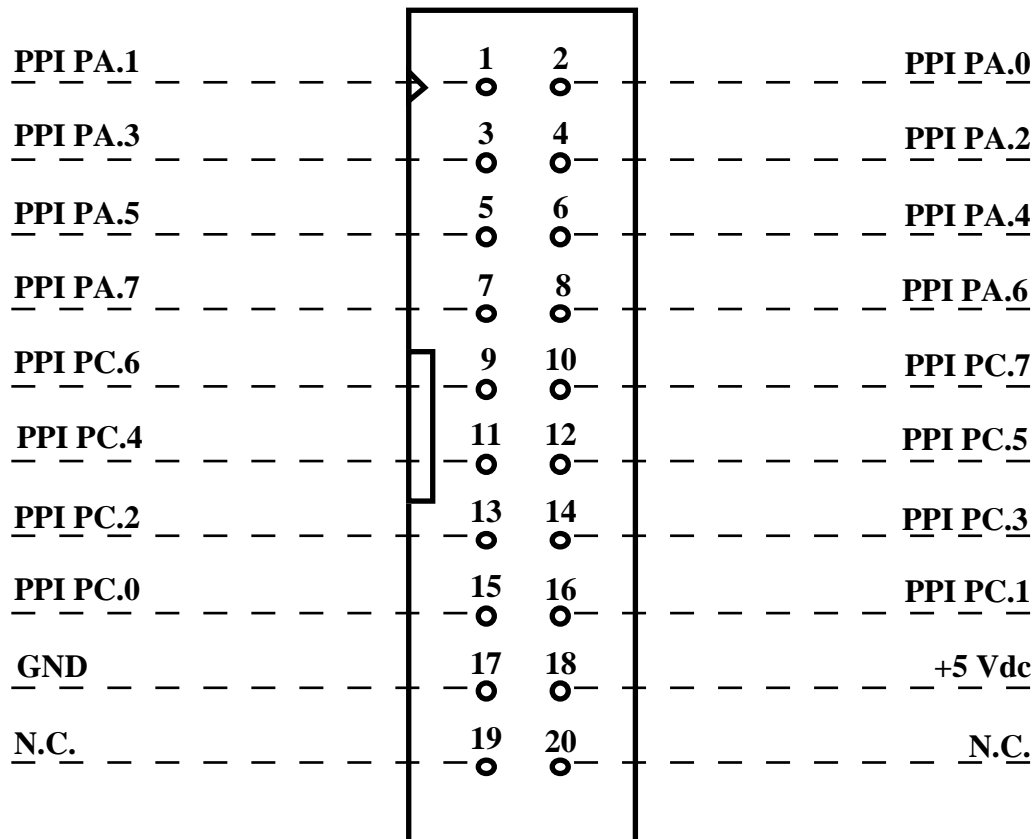 PPI PA.1 1 2 PPI PA.0
PPI PA.3 3 4 PPI PA.2
PPI PA.5 5 6 PPI PA.4
PPI PA.7 7 8 PPI PA.6
PPI PC.6 9 10 PPI PC.7
PPI PC.4 11 12 PPI PC.5
PPI PC.2 13 14 PPI PC.3
PPI PC.0 15 16 PPI PC.1
GND 17 18 +5 Vdc
N.C. 19 20 N.C.